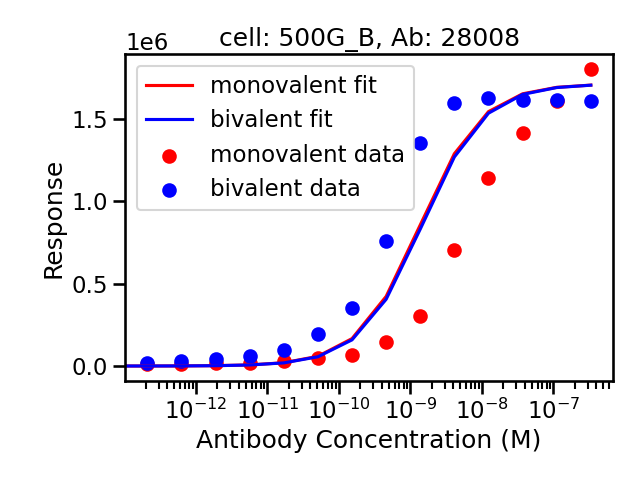 cell: 500G_B, Ab: 28008
1e6
monovalent fit
bivalent fit
monovalent data
bivalent data
Response
1.5
1.0
0.5
0.0
10⁻¹² 10⁻¹¹ 10⁻¹⁰ 10⁻⁹ 10⁻⁸ 10⁻⁷
Antibody Concentration (M)